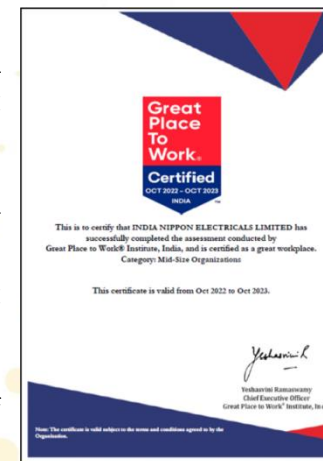 Great
Place
To
Work®
Certified
OCT 2022 - OCT 2023
INDIA
™
This is to certify that INDIA NIPPON ELECTRICALS LIMITED has
successfully completed the assessment conducted by
Great Place to Work® Institute, India, and is certified as a great workplace.
Category: Mid-Size Organizations
This certificate is valid from Oct 2022 to Oct 2023.
Yeshasvini R
Yeshasvini Ramaswamy
Chief Executive Officer
Great Place to Work® Institute,
Note: The certificate is valid subject to the terms and conditions agreed to by the
Organization.